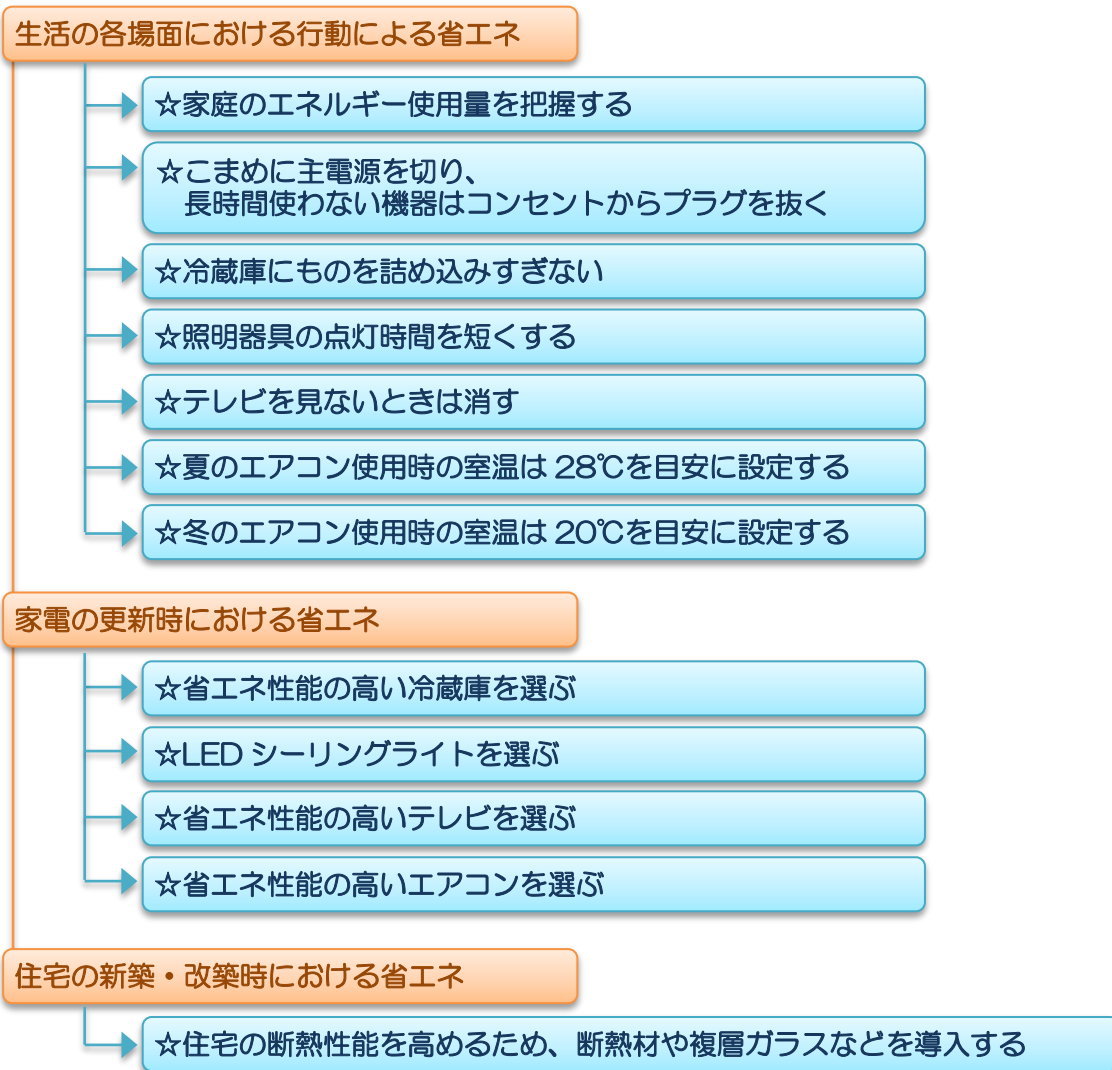 生活の各場面における行動による省エネ
☆家庭のエネルギー使用量を把握する
☆こまめに主電源を切り、
長時間使わない機器はコンセントからプラグを抜く
☆冷蔵庫にものを詰め込みすぎない
☆照明器具の点灯時間を短くする
☆テレビを見ないときは消す
☆夏のエアコン使用時の室温は 28℃を目安に設定する
☆冬のエアコン使用時の室温は 20℃を目安に設定する
家電の更新時における省エネ
☆省エネ性能の高い冷蔵庫を選ぶ
☆LED シーリングライトを選ぶ
☆省エネ性能の高いテレビを選ぶ
☆省エネ性能の高いエアコンを選ぶ
住宅の新築・改築時における省エネ
☆住宅の断熱性能を高めるため、断熱材や複層ガラスなどを導入する